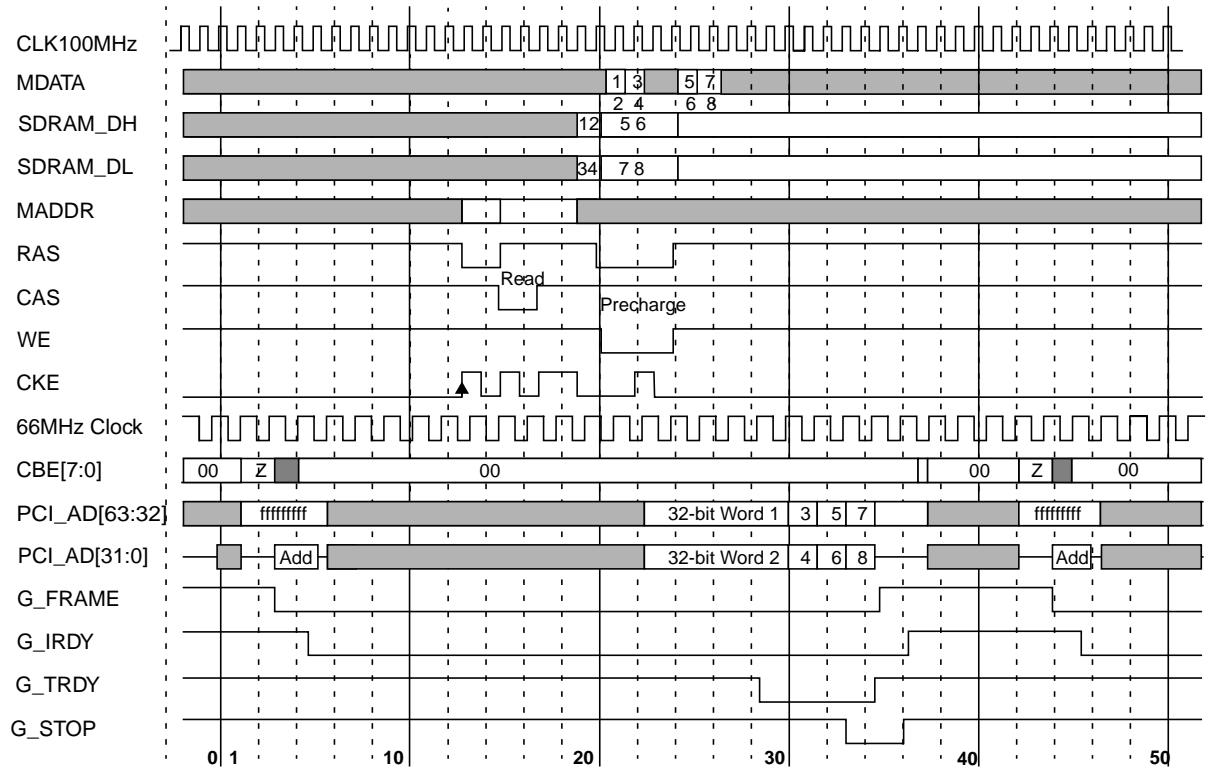 CLK100MHz
MDATA 1 3 5 7
2 4 6 8
SDRAM_DH 12 5 6
SDRAM_DL 34 7 8
MADDR
RAS
Read
CAS
Precharge
WE
CKE
66MHz Clock
CBE[7:0] 00 Z 00 00 Z 00
PCI_AD[63:32] fffffffff 32-bit Word 1 3 5 7 fffffffff
PCI_AD[31:0] Add 32-bit Word 2 4 6 8 Add
G_FRAME
G_IRDY
G_TRDY
G_STOP
0 1 10 20 30 40 50